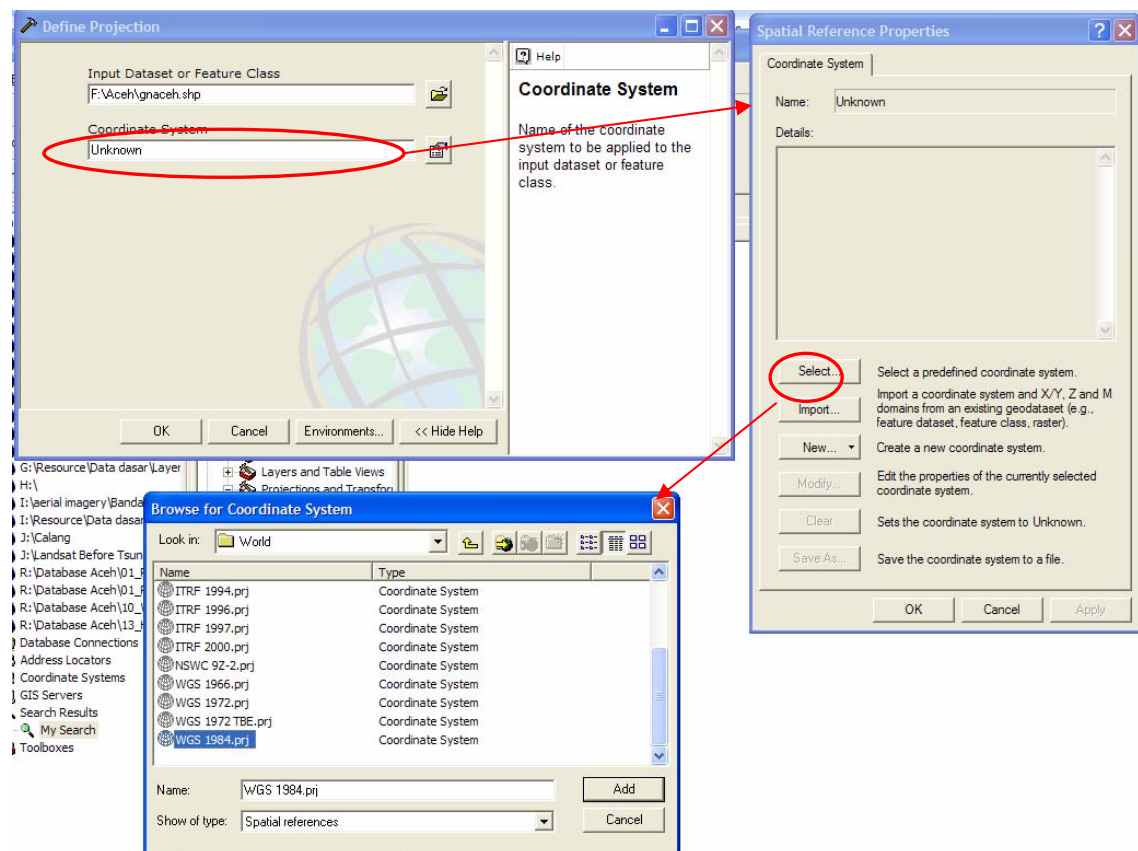 Define Projection
Input Dataset or Feature Class
F:\Aceh\gnaceh.shp
Coordinate System
Unknown
OK
Cancel
Environments...
<< Hide Help
Help
Coordinate System
Name of the coordinate
system to be applied to the
input dataset or feature
class.
Spatial Reference Properties
Coordinate System
Name: Unknown
Details:
Select... Select a predefined coordinate system.
Import... Import a coordinate system and X/Y, Z and M
domains from an existing geodataset (e.g.,
feature dataset, feature class, raster).
New... Create a new coordinate system.
Modify... Edit the properties of the currently selected
coordinate system.
Clear Sets the coordinate system to Unknown.
Save As... Save the coordinate system to a file.
OK Cancel Apply
G:\Resource\Data dasar\Layer
H:\
I:\aerial imagery\Banda
I:\Resource\Data dasar
J:\Calang
J:\Landsat Before Tsun
R:\Database Aceh\01_
R:\Database Aceh\01_
R:\Database Aceh\10_
R:\Database Aceh\13_
Database Connections
Address Locators
Coordinate Systems
GIS Servers
Search Results
My Search
Toolboxes
Layers and Table Views
Projections and Transfor
Browse for Coordinate System
Look in: World
Name Type
ITRF 1994.prj Coordinate System
ITRF 1996.prj Coordinate System
ITRF 1997.prj Coordinate System
ITRF 2000.prj Coordinate System
NSWC 9Z-2.prj Coordinate System
WGS 1966.prj Coordinate System
WGS 1972.prj Coordinate System
WGS 1972 TBE.prj Coordinate System
WGS 1984.prj Coordinate System
Name: WGS 1984.prj Add
Show of type: Spatial references Cancel